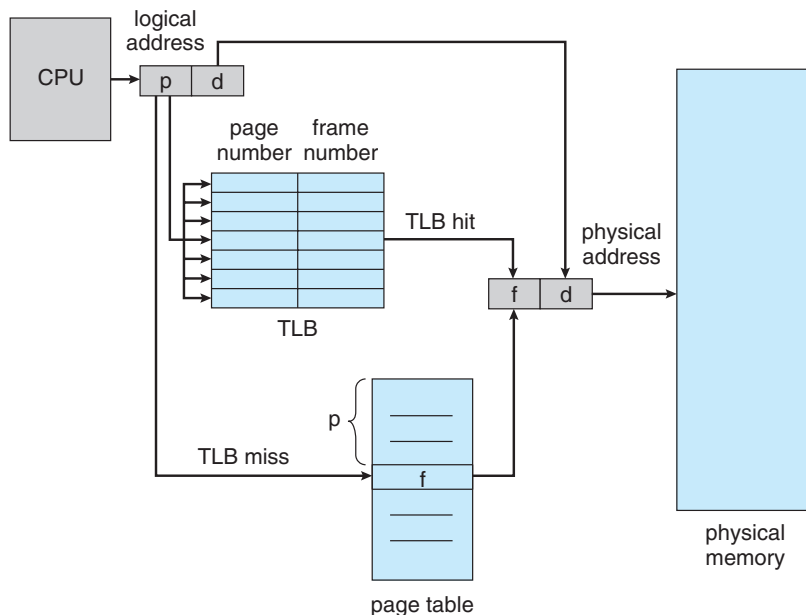 logical
address
CPU
p d
page
number
frame
number
TLB hit
physical
address
f d
TLB
p
TLB miss
f
physical
memory
page table